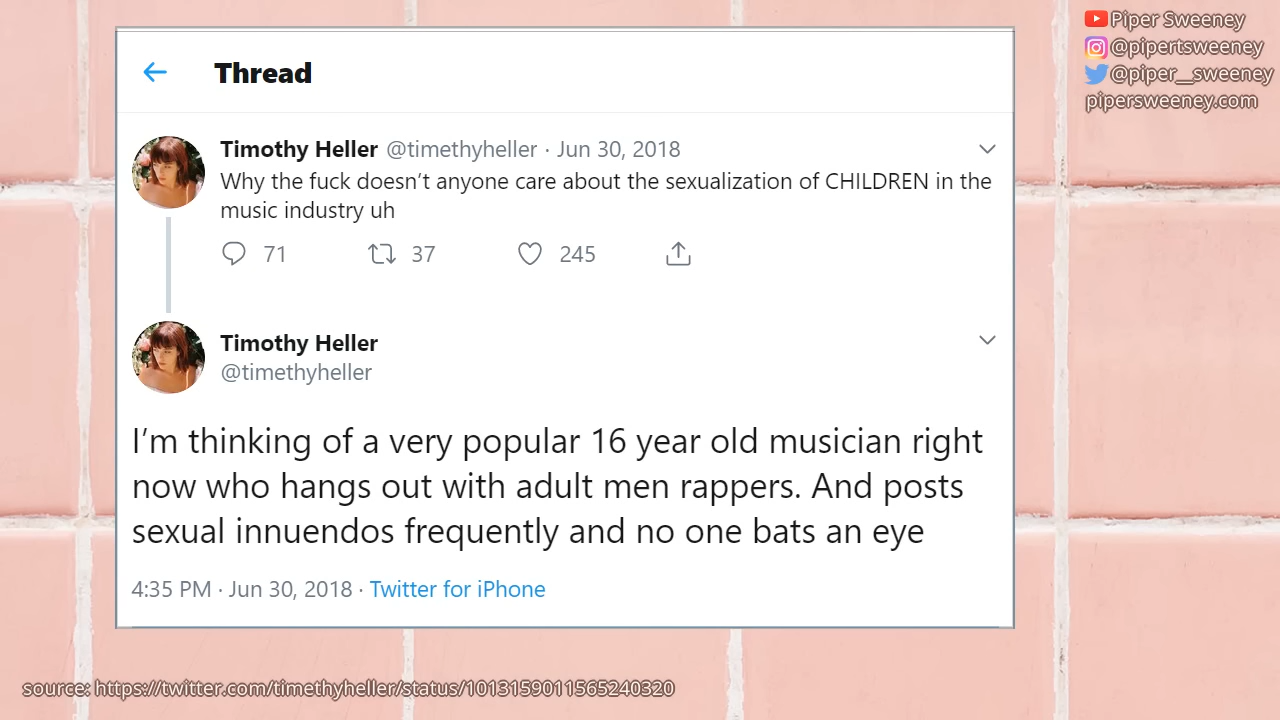 Piper Sweeney
@pipertsweeney
@piper__sweeney
pipersweeney.com
Thread
Timothy Heller @timethyheller · Jun 30, 2018
Why the fuck doesn’t anyone care about the sexualization of CHILDREN in the
music industry uh
71 37 245
Timothy Heller
@timethyheller
I’m thinking of a very popular 16 year old musician right
now who hangs out with adult men rappers. And posts
sexual innuendos frequently and no one bats an eye
4:35 PM · Jun 30, 2018 · Twitter for iPhone
source: https://twitter.com/timethyheller/status/1013159011565240320